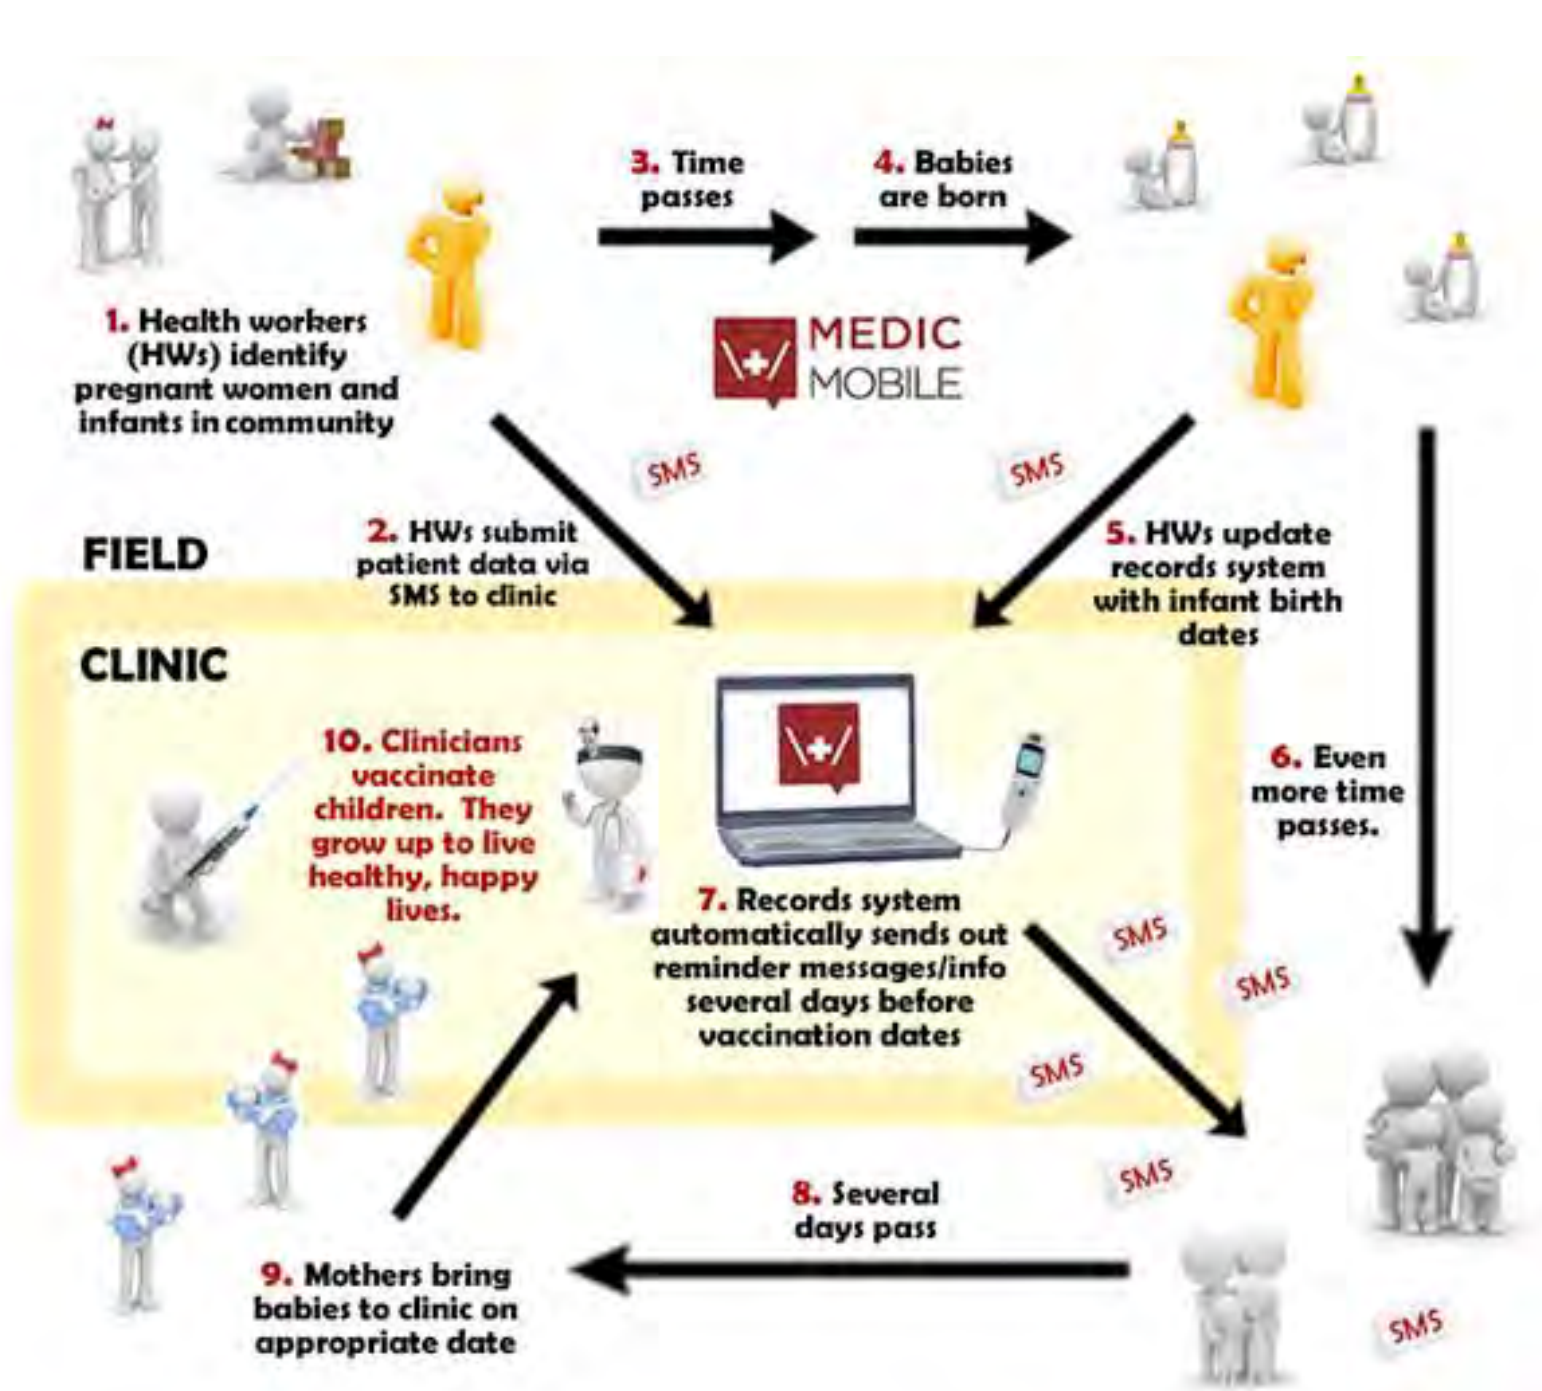 3. Time
passes
4. Babies
are born
1. Health workers
(HWs) identify
pregnant women and
infants in community
MEDIC
MOBILE
SMS
SMS
2. HWs submit
patient data via
SMS to clinic
5. HWs update
records system
with infant birth
dates
FIELD
CLINIC
10. Clinicians
vaccinate
children. They
grow up to live
healthy, happy
lives.
6. Even
more time
passes.
7. Records system
automatically sends out
reminder messages/info
several days before
vaccination dates
SMS
SMS
SMS
SMS
8. Several
days pass
9. Mothers bring
babies to clinic on
appropriate date
SMS